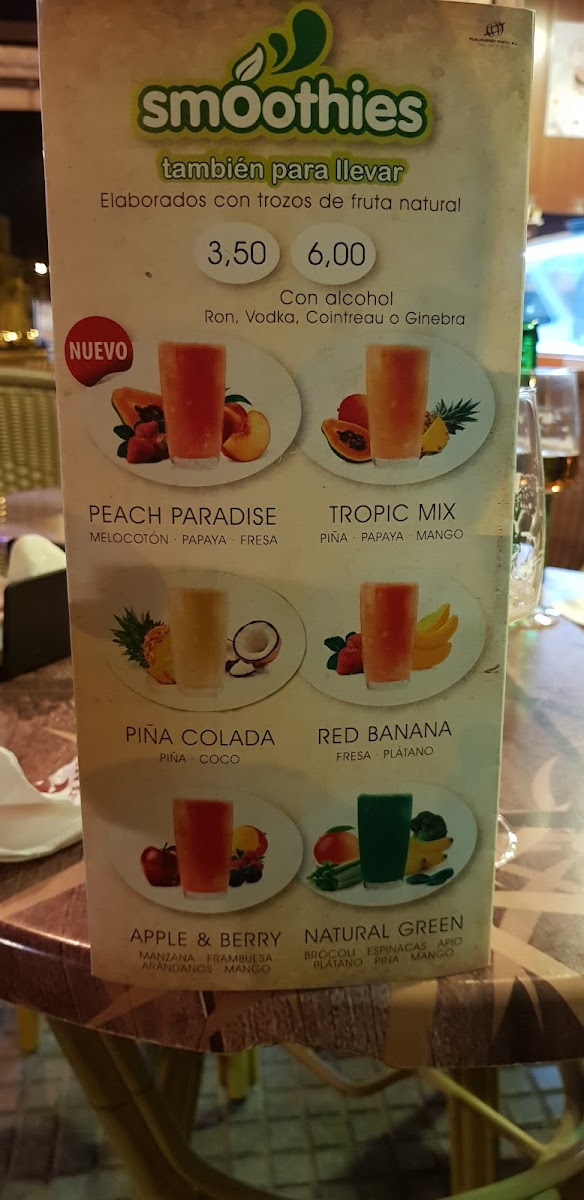 smoothies
también para llevar
Elaborados con trozos de fruta natural
3,50 6,00
Con alcohol
Ron, Vodka, Cointreau o Ginebra
NUEVO
PEACH PARADISE
MELOCOTÓN · PAPAYA · FRESA
TROPIC MIX
PIÑA · PAPAYA · MANGO
PIÑA COLADA
PIÑA · COCO
RED BANANA
FRESA · PLÁTANO
APPLE & BERRY
MANZANA FRAMBUESA
ARÁNDANOS MANGO
NATURAL GREEN
BRÓCOLI ESPINACAS APIO
PLÁTANO PIÑA MANGO